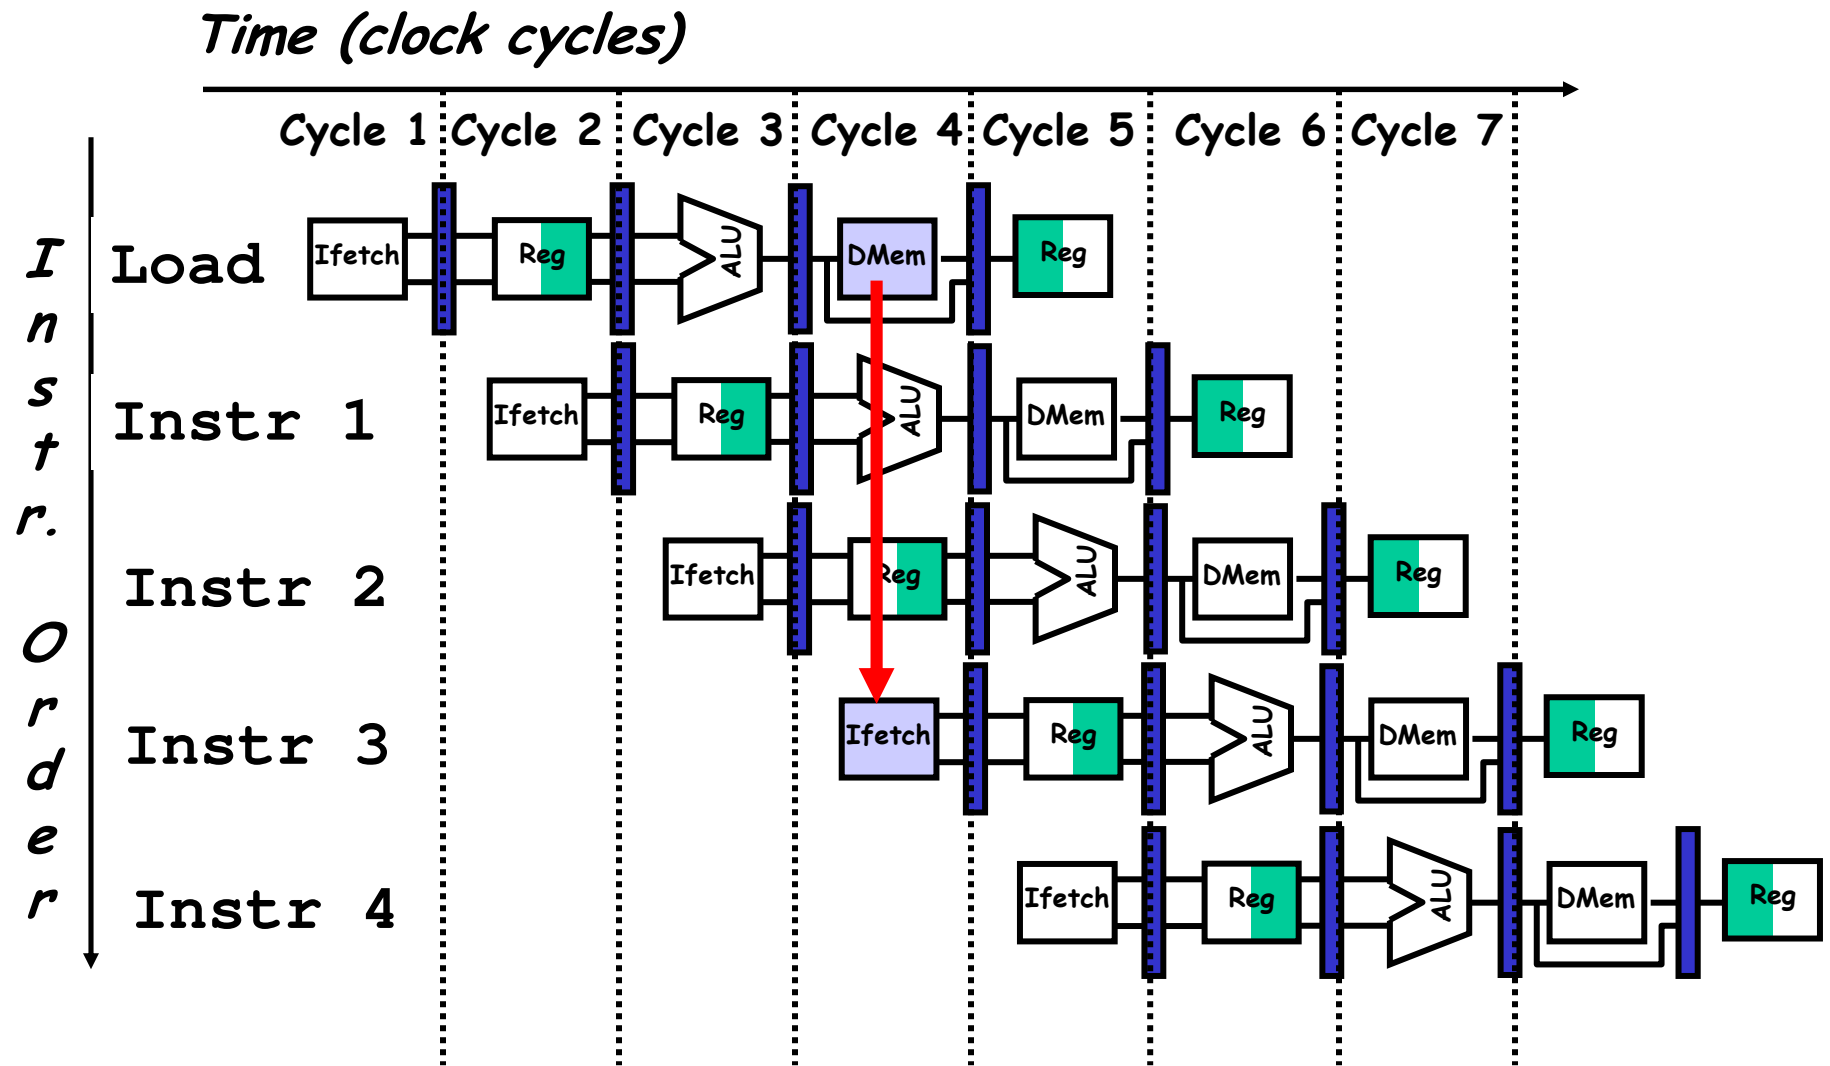 Time (clock cycles)
Cycle 1 Cycle 2 Cycle 3 Cycle 4 Cycle 5 Cycle 6 Cycle 7
Instr. Order
Load Ifetch Reg ALU DMem Reg
Instr 1 Ifetch Reg ALU DMem Reg
Instr 2 Ifetch Reg ALU DMem Reg
Instr 3 Ifetch Reg ALU DMem Reg
Instr 4 Ifetch Reg ALU DMem Reg